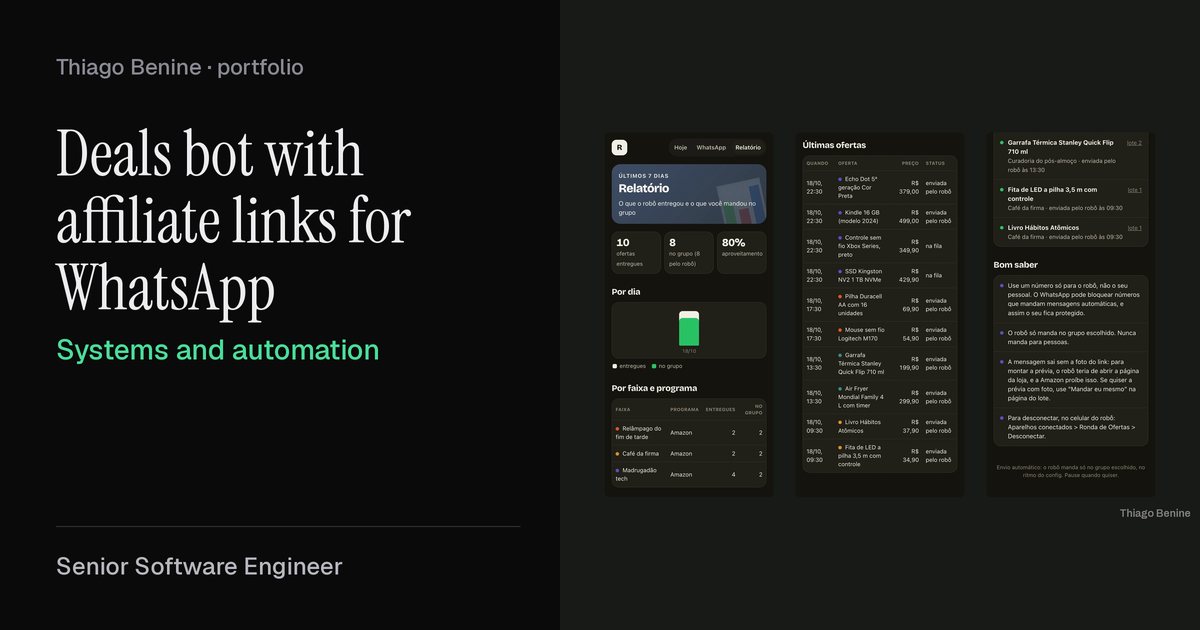 Thiago Benine · portfolio
Deals bot with
affiliate links for
WhatsApp
Systems and automation
Senior Software Engineer
R
Hoje WhatsApp Relatório
ÚLTIMOS 7 DIAS
Relatório
O que o robô entregou e o que você mandou no
grupo
10 8 80%
ofertas no grupo (8 aproveitamento
entregues pelo robô)
Por dia
18/10
entregues no grupo
Por faixa e programa
FAIXA PROGRAMA ENTREGUES NO
GRUPO
Relâmpago do
fim de tarde Amazon 2 2
Café da firma Amazon 2 2
Madrugadão
tech Amazon 4 2
Últimas ofertas
QUANDO OFERTA PREÇO STATUS
18/10, 22:30 Echo Dot 5ª geração Cor Preta R$ 379,00 enviada pelo robô
18/10, 22:30 Kindle 16 GB (modelo 2024) R$ 499,00 enviada pelo robô
18/10, 22:30 Controle sem fio Xbox Series, preto R$ 349,90 na fila
18/10, 22:30 SSD Kingston NV2 1 TB NVMe R$ 429,90 na fila
18/10, 17:30 Pilha Duracell AA com 16 unidades R$ 69,90 enviada pelo robô
18/10, 17:30 Mouse sem fio Logitech M170 R$ 54,90 enviada pelo robô
18/10, 13:30 Garrafa Térmica Stanley Quick Flip 710 ml R$ 199,90 enviada pelo robô
18/10, 13:30 Air Fryer Mondial Family 4 L com timer R$ 299,90 enviada pelo robô
18/10, 09:30 Livro Hábitos Atômicos R$ 37,90 enviada pelo robô
18/10, 09:30 Fita de LED a pilha 3,5 m com controle R$ 34,90 enviada pelo robô
Garrafa Térmica Stanley Quick Flip lote 2
710 ml
Curadoria do pós-almoço · enviada pelo
robô às 13:30
Fita de LED a pilha 3,5 m com lote 1
controle
Café da firma · enviada pelo robô às 09:30
Livro Hábitos Atômicos lote 1
Café da firma · enviada pelo robô às 09:30
Bom saber
Use um número só para o robô, não o seu
pessoal. O WhatsApp pode bloquear números
que mandam mensagens automáticas, e
assim o seu fica protegido.
O robô só manda no grupo escolhido. Nunca
manda para pessoas.
A mensagem sai sem a foto do link: para
montar a prévia, o robô teria de abrir a página
da loja, e a Amazon proíbe isso. Se quiser a
prévia com foto, use "Mandar eu mesmo" na
página do lote.
Para desconectar, no celular do robô:
Aparelhos conectados > Ronda de Ofertas >
Desconectar.
Envio automático: o robô manda só no grupo escolhido, no
ritmo do config. Pause quando quiser.
Thiago Benine